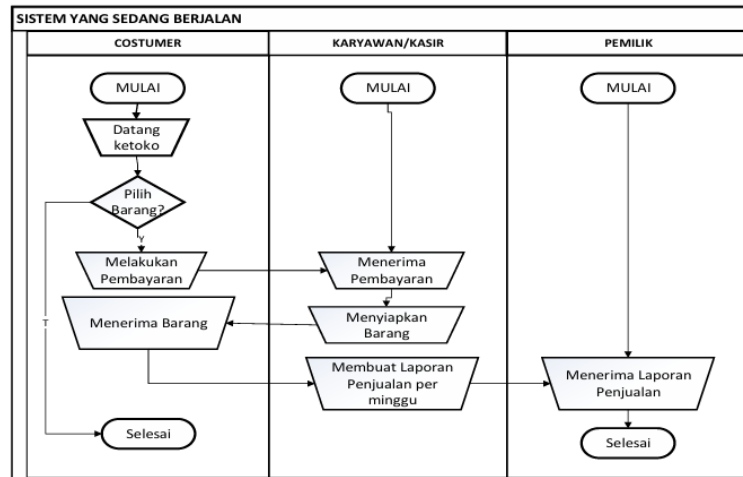 SISTEM YANG SEDANG BERJALAN
COSTUMER
KARYAWAN/KASIR
PEMILIK
MULAI
MULAI
MULAI
Datang
ketoko
Pilih
Barang?
Y
Melakukan
Pembayaran
Menerima
Pembayaran
Menerima Barang
Menyiapkan
Barang
T
Membuat Laporan
Penjualan per
minggu
Menerima Laporan
Penjualan
Selesai
Selesai